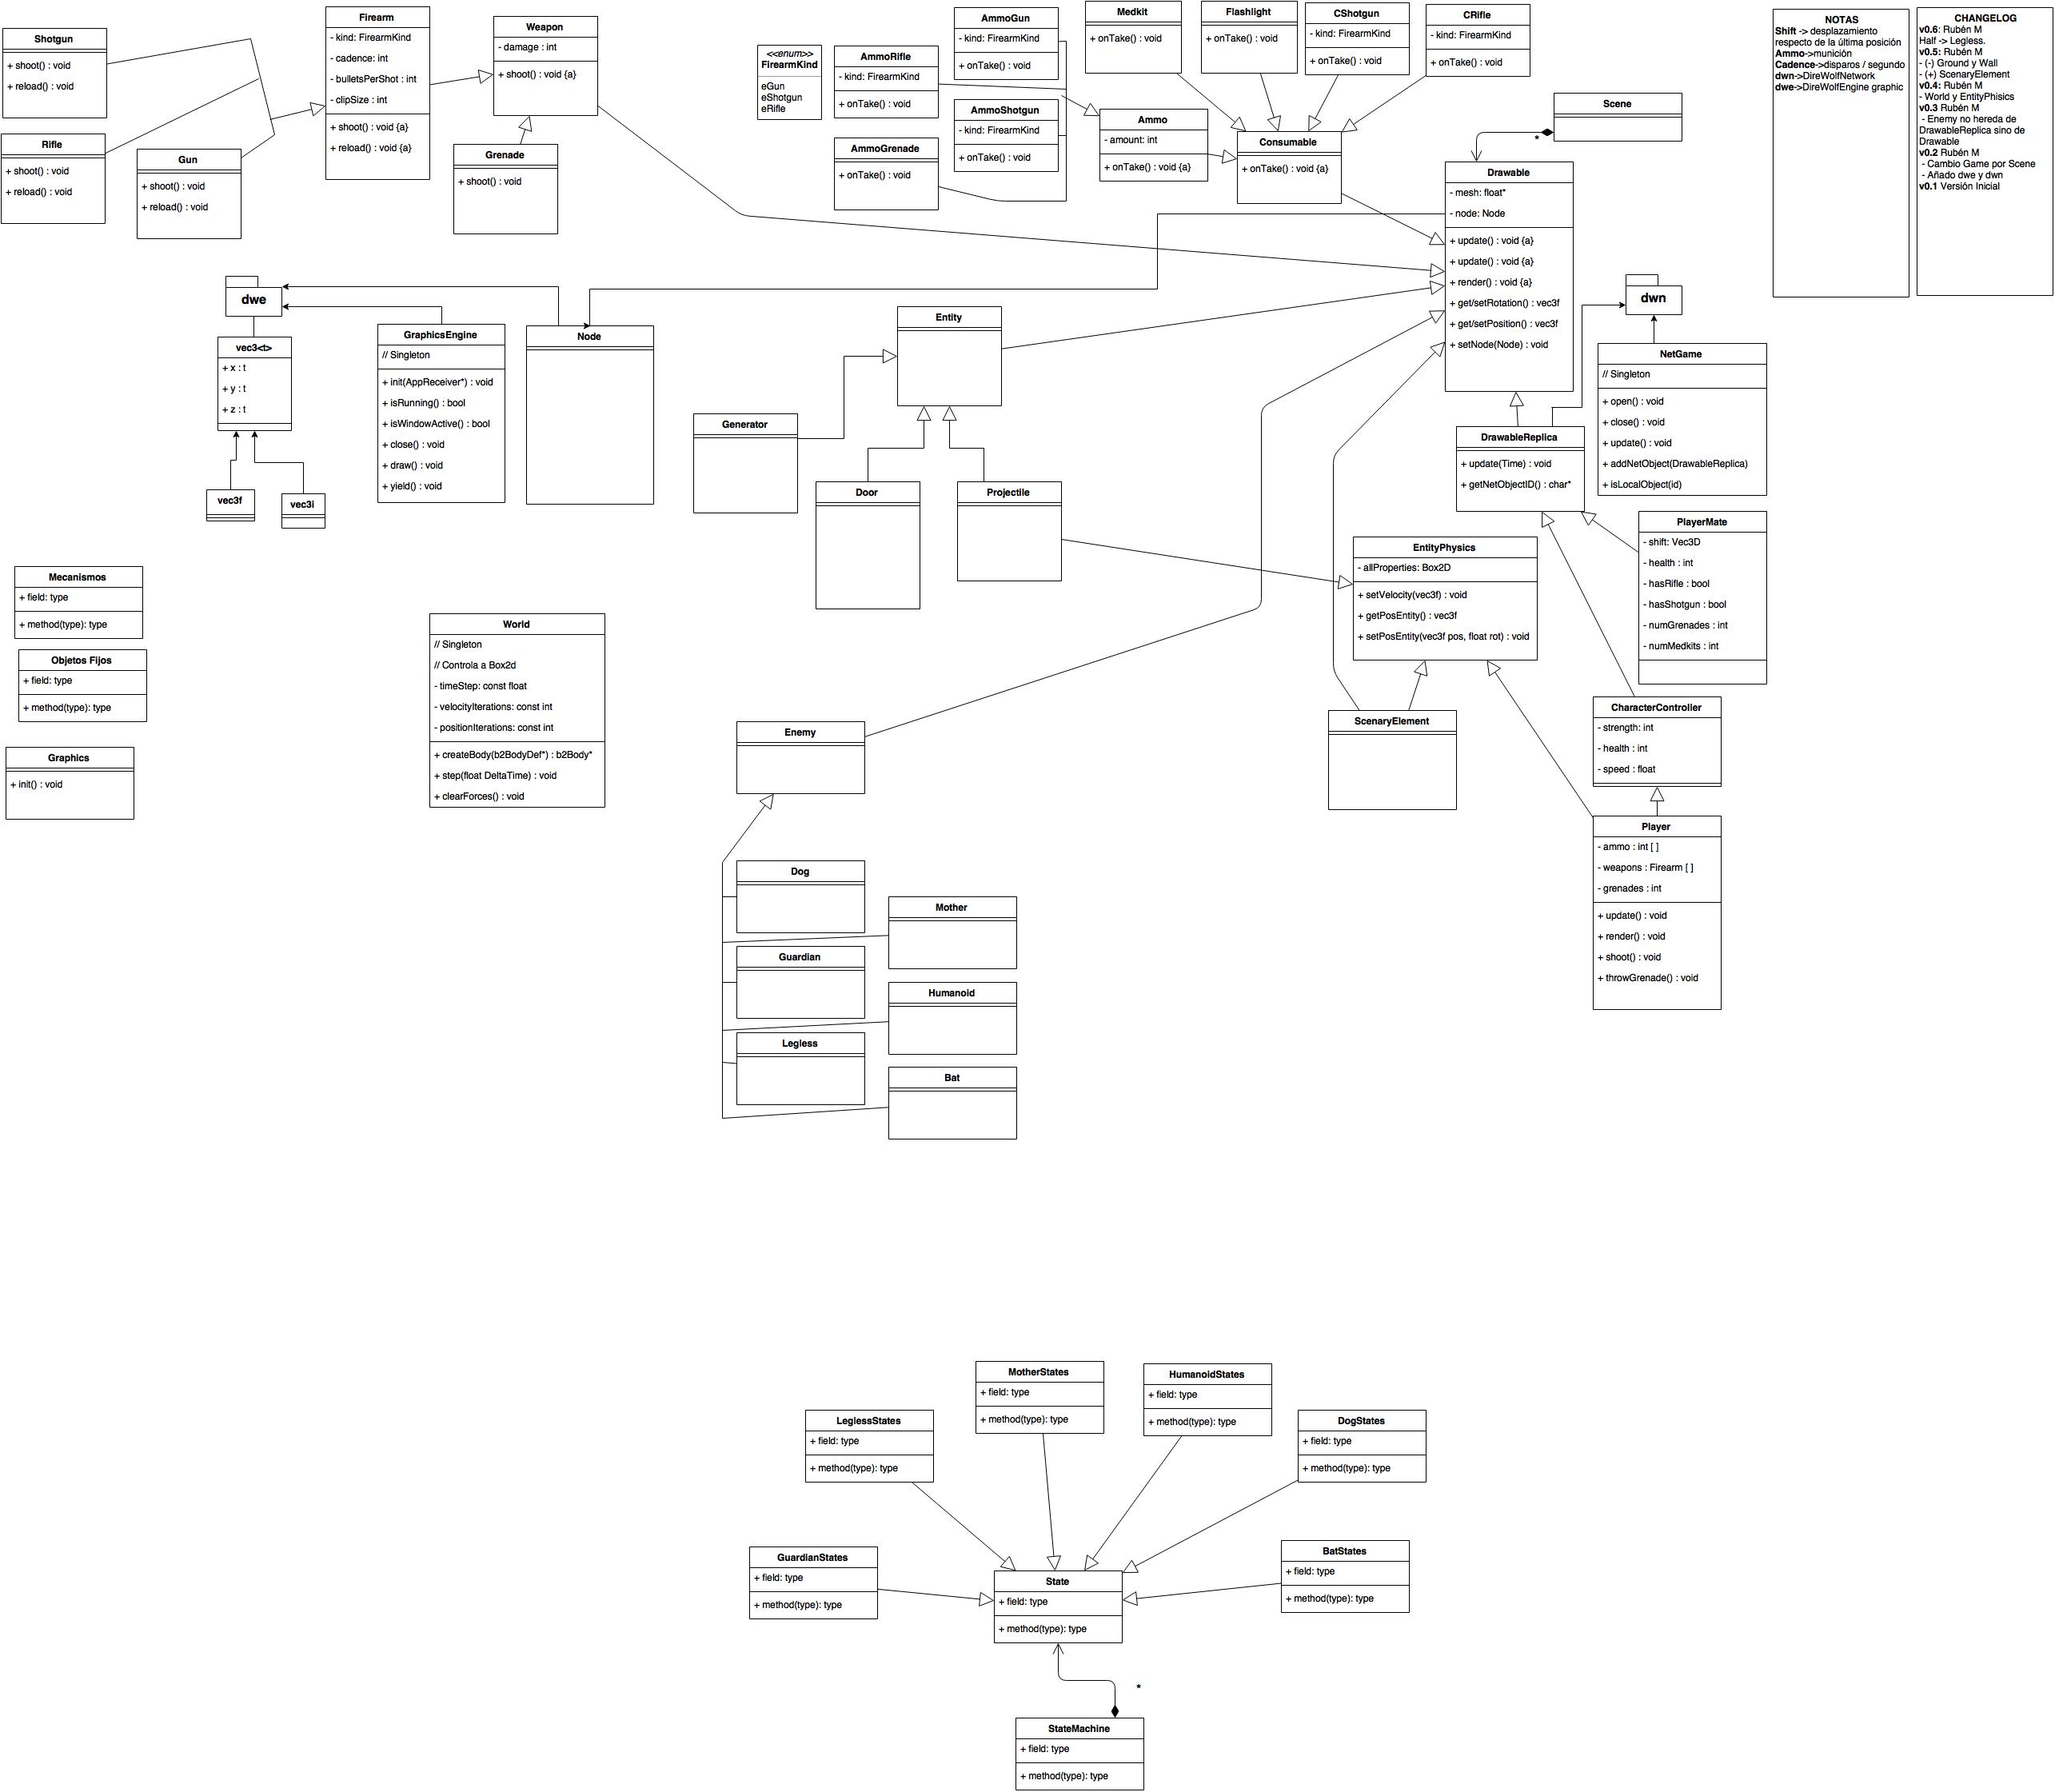 Shotgun
+ shoot() : void
+ reload() : void
Rifle
+ shoot() : void
+ reload() : void
Gun
+ shoot() : void
+ reload() : void
Firearm
- kind: FirearmKind
- cadence: int
- bulletsPerShot : int
- clipSize : int
+ shoot() : void {a}
+ reload() : void {a}
Weapon
- damage : int
+ shoot() : void {a}
Grenade
+ shoot() : void
<<enum>>
FirearmKind
eGun
eShotgun
eRifle
AmmoRifle
- kind: FirearmKind
+ onTake() : void
AmmoGrenade
+ onTake() : void
AmmoGun
- kind: FirearmKind
+ onTake() : void
AmmoShotgun
- kind: FirearmKind
+ onTake() : void
Ammo
- amount: int
+ onTake() : void {a}
Medkit
+ onTake() : void
Flashlight
+ onTake() : void
CShotgun
- kind: FirearmKind
+ onTake() : void
CRifle
- kind: FirearmKind
+ onTake() : void
Consumable
+ onTake() : void {a}
Scene
*
Drawable
- mesh: float*
- node: Node
+ update() : void {a}
+ update() : void {a}
+ render() : void {a}
+ get/setRotation() : vec3f
+ get/setPosition() : vec3f
+ setNode(Node) : void
NOTAS
Shift -> desplazamiento
respecto de la última posición
Ammo->munición
Cadence->disparos / segundo
dwn->DireWolfNetwork
dwe->DireWolfEngine graphic
CHANGELOG
v0.6: Rubén M
Half -> Legless.
v0.5: Rubén M
- (-) Ground y Wall
- (+) ScenaryElement
v0.4: Rubén M
- World y EntityPhisics
v0.3 Rubén M
- Enemy no hereda de
DrawableReplica sino de
Drawable
v0.2 Rubén M
- Cambio Game por Scene
- Añado dwe y dwn
v0.1 Versión Inicial
dwe
vec3<t>
+ x : t
+ y : t
+ z : t
vec3f
vec3i
GraphicsEngine
// Singleton
+ init(AppReceiver*) : void
+ isRunning() : bool
+ isWindowActive() : bool
+ close() : void
+ draw() : void
+ yield() : void
Node
Entity
Generator
Door
Projectile
dwn
NetGame
// Singleton
+ open() : void
+ close() : void
+ update() : void
+ addNetObject(DrawableReplica)
+ isLocalObject(id)
DrawableReplica
+ update(Time) : void
+ getNetObjectID() : char*
PlayerMate
- shift: Vec3D
- health : int
- hasRifle : bool
- hasShotgun : bool
- numGrenades : int
- numMedkits : int
EntityPhysics
- allProperties: Box2D
+ setVelocity(vec3f) : void
+ getPosEntity() : vec3f
+ setPosEntity(vec3f pos, float rot) : void
Mecanismos
+ field: type
+ method(type): type
Objetos Fijos
+ field: type
+ method(type): type
Graphics
+ init() : void
World
// Singleton
// Controla a Box2d
- timeStep: const float
- velocityIterations: const int
- positionIterations: const int
+ createBody(b2BodyDef*) : b2Body*
+ step(float DeltaTime) : void
+ clearForces() : void
ScenaryElement
CharacterController
- strength: int
- health : int
- speed : float
Player
- ammo : int [ ]
- weapons : Firearm [ ]
- grenades : int
+ update() : void
+ render() : void
+ shoot() : void
+ throwGrenade() : void
Enemy
Dog
Mother
Guardian
Humanoid
Legless
Bat
MotherStates
+ field: type
+ method(type): type
HumanoidStates
+ field: type
+ method(type): type
LeglessStates
+ field: type
+ method(type): type
DogStates
+ field: type
+ method(type): type
GuardianStates
+ field: type
+ method(type): type
BatStates
+ field: type
+ method(type): type
State
+ field: type
+ method(type): type
*
StateMachine
+ field: type
+ method(type): type